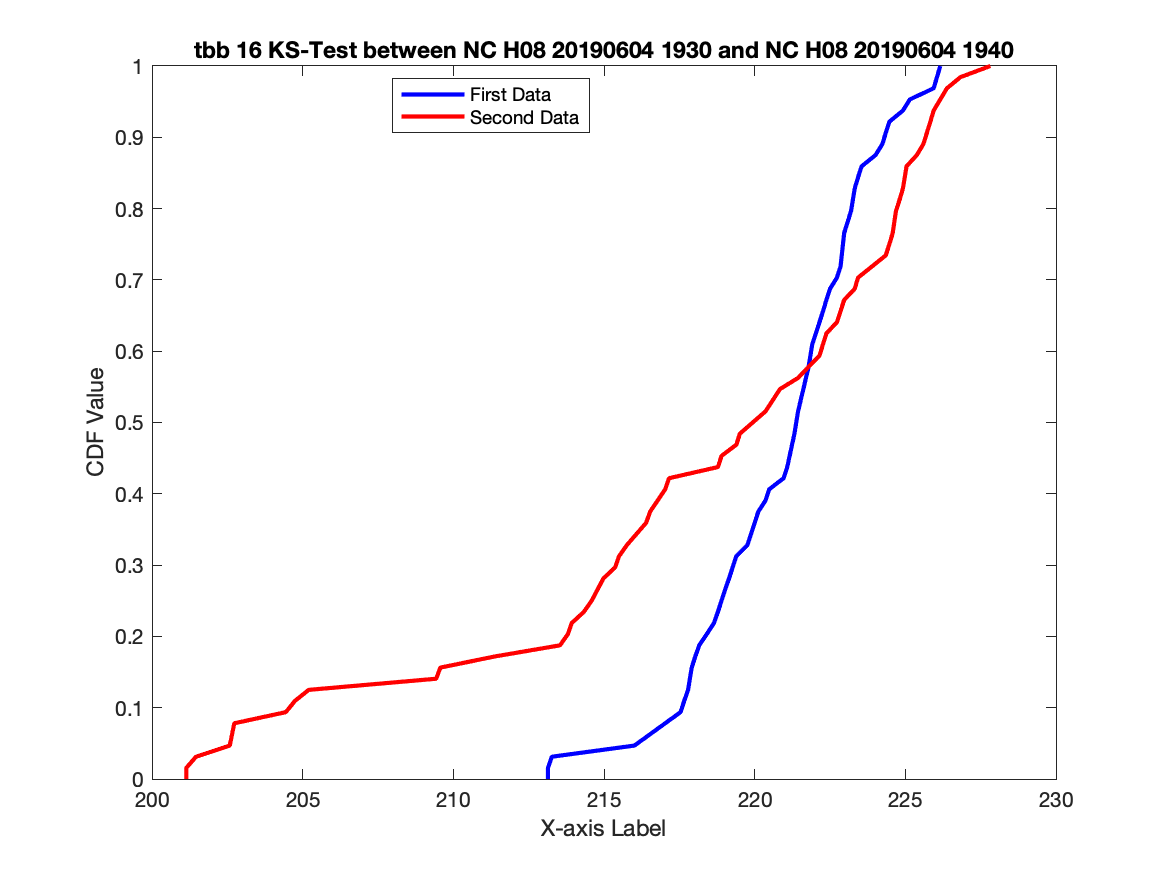 tbb 16 KS-Test between NC H08 20190604 1930 and NC H08 20190604 1940
First Data
Second Data
1
0.9
0.8
0.7
0.6
0.5
0.4
0.3
0.2
0.1
0
CDF Value
200 205 210 215 220 225 230
X-axis Label